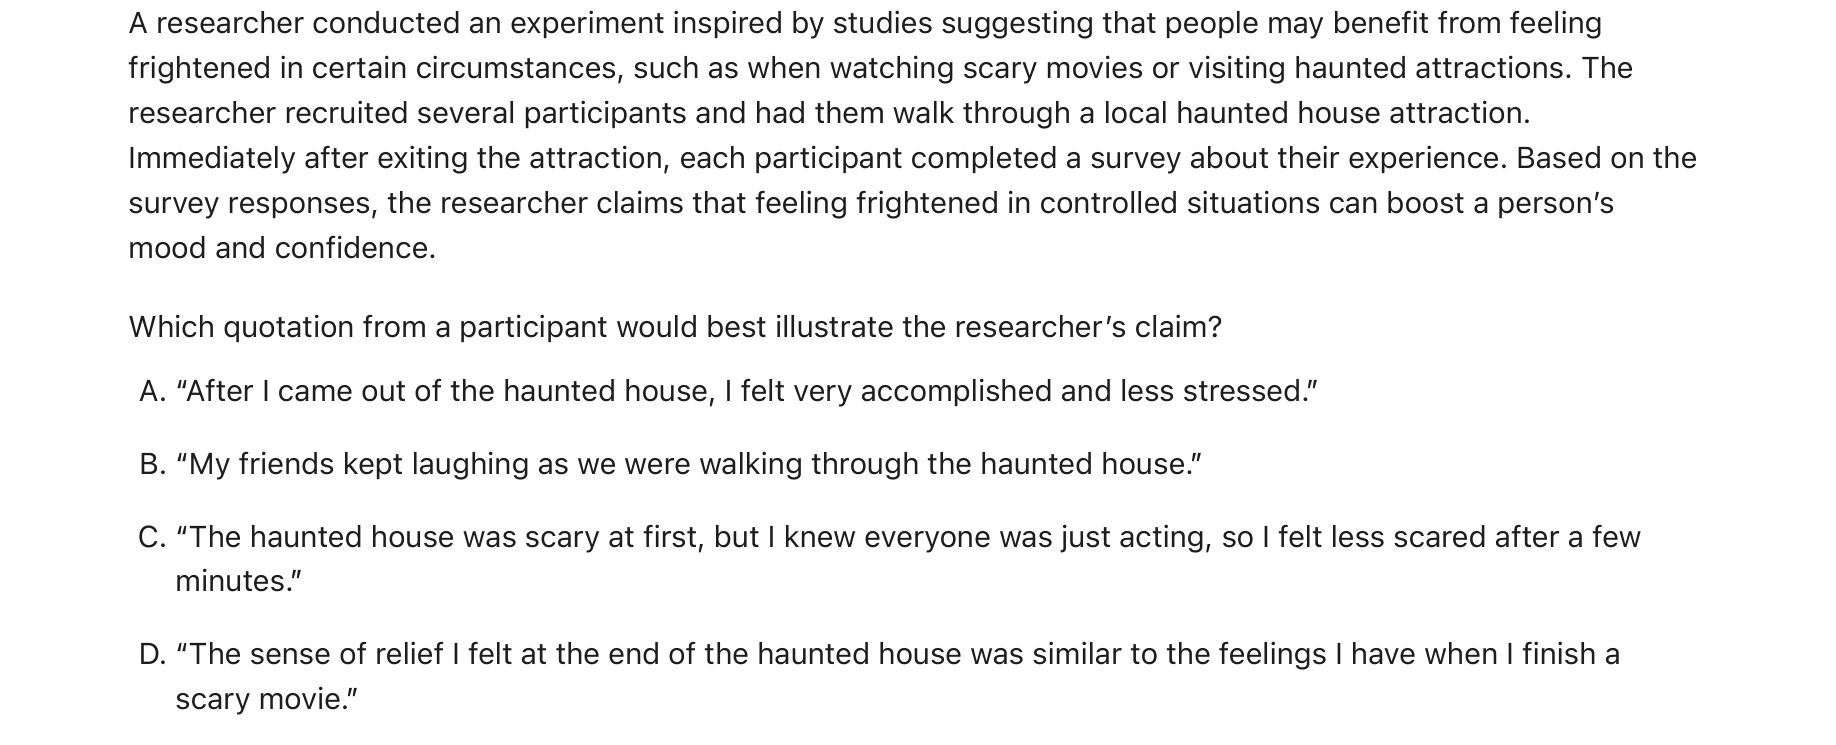 A researcher conducted an experiment inspired by studies suggesting that people may benefit from feeling
frightened in certain circumstances, such as when watching scary movies or visiting haunted attractions. The
researcher recruited several participants and had them walk through a local haunted house attraction.
Immediately after exiting the attraction, each participant completed a survey about their experience. Based on the
survey responses, the researcher claims that feeling frightened in controlled situations can boost a person’s
mood and confidence.
Which quotation from a participant would best illustrate the researcher’s claim?
A. “After I came out of the haunted house, I felt very accomplished and less stressed.”
B. “My friends kept laughing as we were walking through the haunted house.”
C. “The haunted house was scary at first, but I knew everyone was just acting, so I felt less scared after a few
minutes.”
D. “The sense of relief I felt at the end of the haunted house was similar to the feelings I have when I finish a
scary movie.”